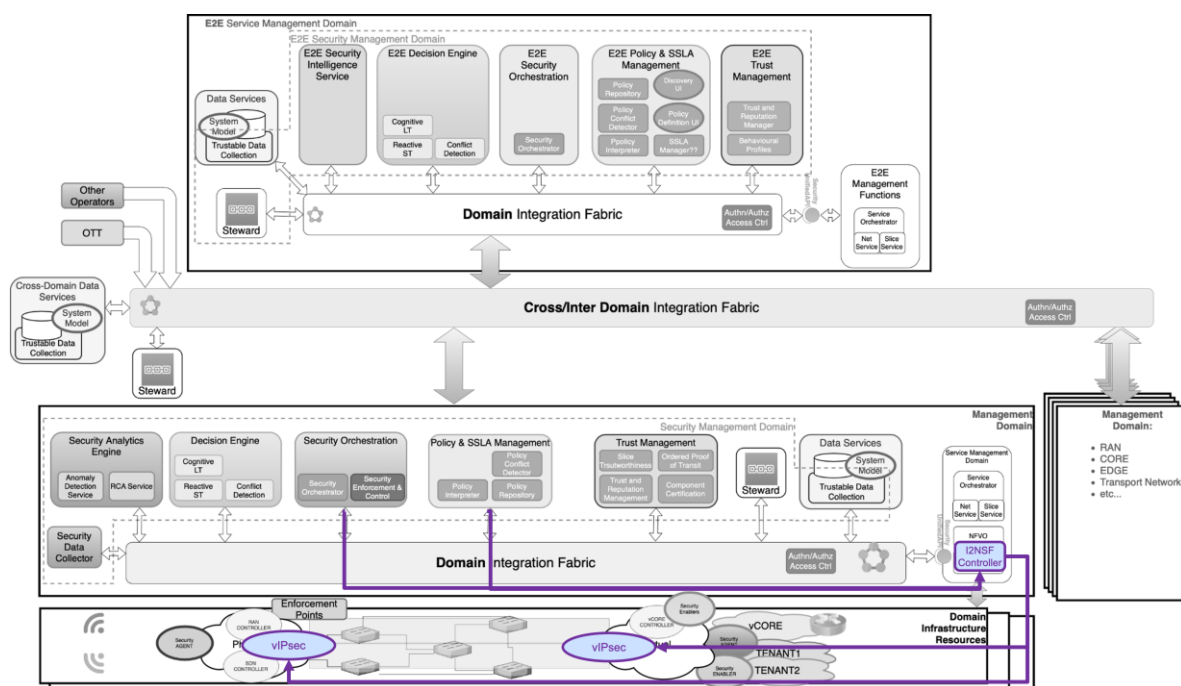 E2E Service Management Domain
E2E Security Management Domain
E2E Security
Intelligence
Service
E2E Decision Engine
Cognitive
LT
Reactive
ST
Conflict
Detection
E2E
Security
Orchestration
Security
Orchestrator
E2E Policy & SSLA
Management
Policy
Repository
Discovery
UI
Policy
Conflict
Detector
Policy
Definition UI
Ppolicy
Interpreter
SSLA
Manager??
E2E
Trust
Management
Trust and
Reputation
Manager
Behavioural
Profiles
Data Services
System
Model
Trustable Data
Collection
Steward
Domain Integration Fabric
Authn/Authz
Access Ctrl
Security
UnifiedAPI
E2E
Management
Functions
Service
Orchestrator
Net
Service
Slice
Service
Other
Operators
OTT
Cross-Domain Data
Services
System
Model
Trustable Data
Collection
Steward
Cross/Inter Domain Integration Fabric
Authn/Authz
Access Ctrl
Management
Domain
Security Management Domain
Security Analytics
Engine
Anomaly
Detection
Service
RCA Service
Decision Engine
Cognitive
LT
Reactive
ST
Conflict
Detection
Security Orchestration
Security
Orchestrator
Security
Enforcement &
Control
Policy & SSLA Management
Policy
Conflict
Detector
Policy
Interpreter
Policy
Repository
Trust Management
Slice
Trsutworthiness
Ordered Proof of
Transit
Trust and
Reputation
Management
Component
Certification
Steward
Data Services
System
Model
Trustable Data
Collection
Service Management
Domain
Service
Orchestrator
Net
Service
Slice
Service
NFVO
I2NSF
Controller
Security
UnifiedAPI
Security
Data
Collector
Domain Integration Fabric
Authn/Authz
Access Ctrl
Management
Domain:
• RAN
• CORE
• EDGE
• Transport Network
• etc...
Enforcement
Points
Security
AGENT
RAN
CONTROLLER
vIPsec
SDN
CONTROLLER
vCORE
CONTROLLER
Security
Enablers
vIPsec
vCORE
Security
AGENT
TENANT1
Security
ENABLER
TENANT2
Domain
Infrastructure
Resources